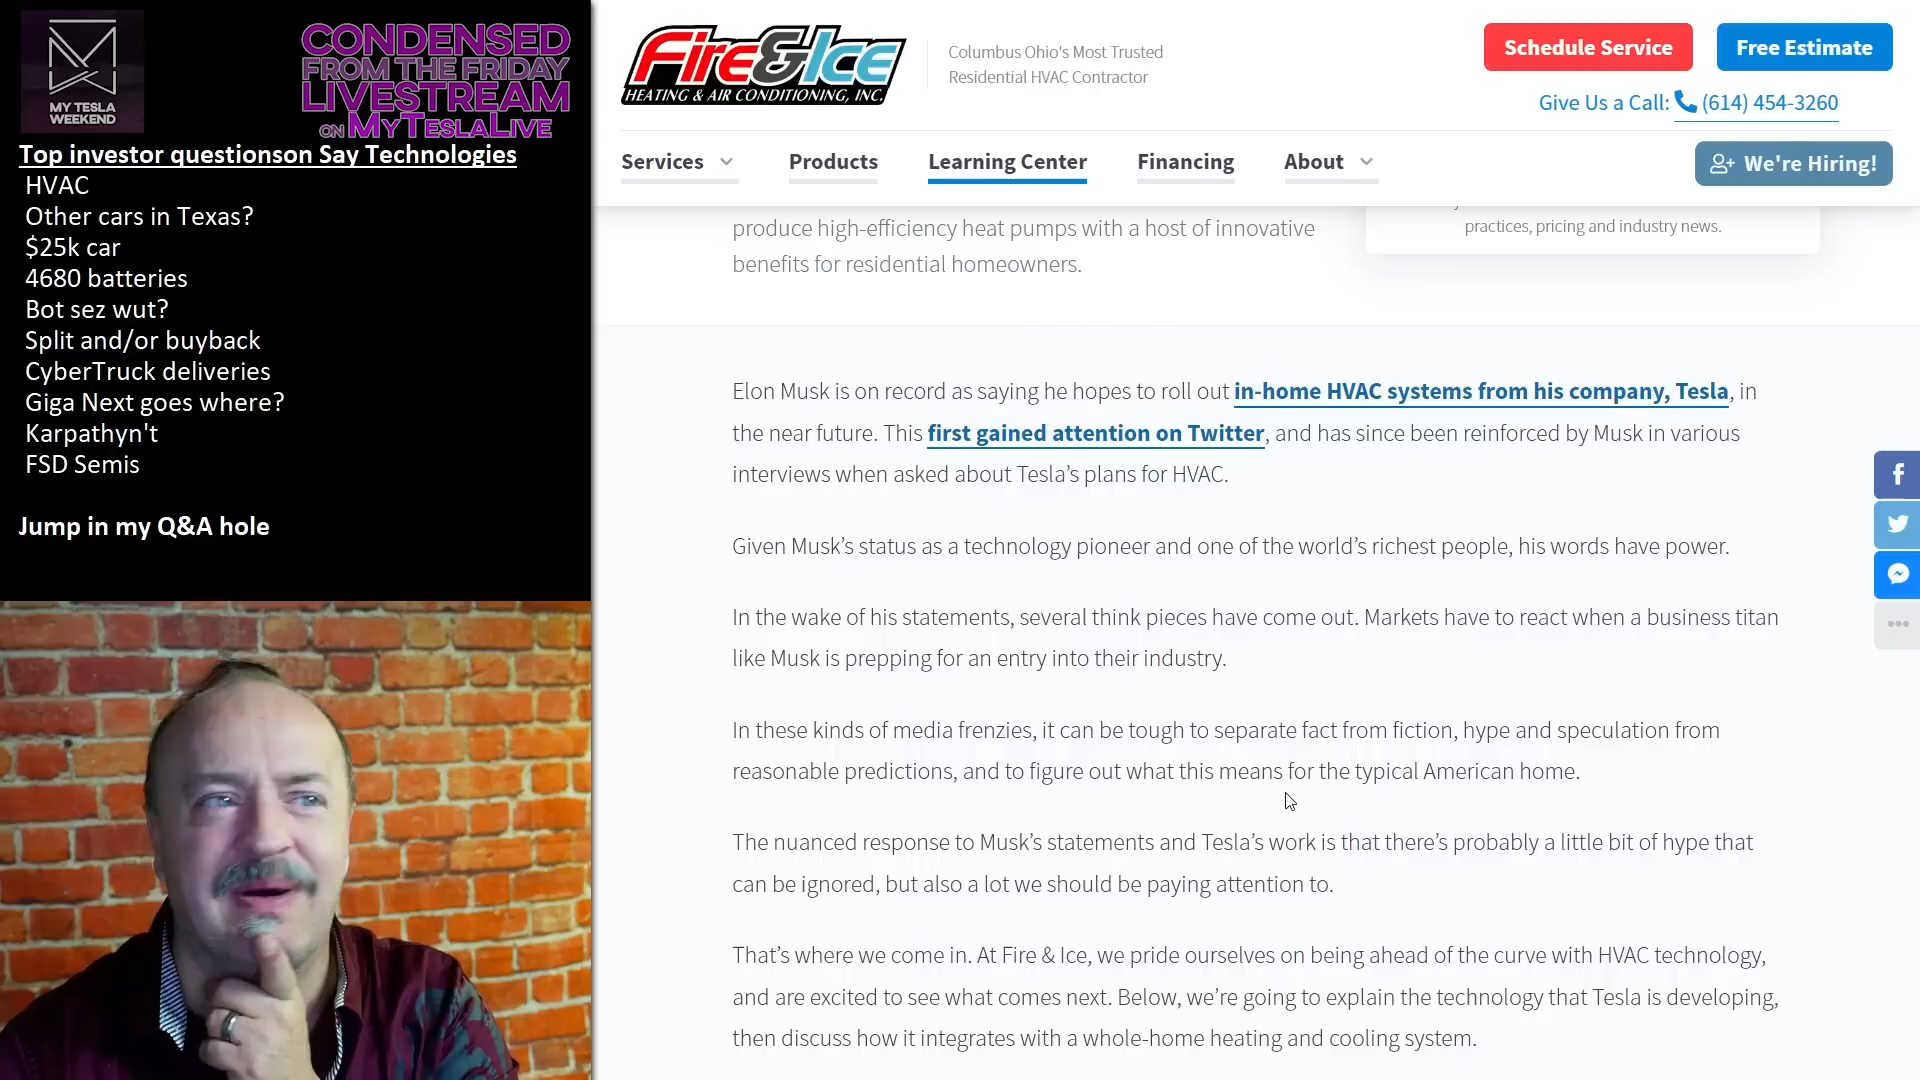 MY TESLA
WEEKEND
CONDENSED
FROM THE FRIDAY
LIVESTREAM
ON MYTESLALIVE
Top investor questionson Say Technologies
HVAC
Other cars in Texas?
$25k car
4680 batteries
Bot sez wut?
Split and/or buyback
CyberTruck deliveries
Giga Next goes where?
Karpathyn't
FSD Semis
Jump in my Q&A hole
Fire & Ice
HEATING & AIR CONDITIONING, INC.
Columbus Ohio's Most Trusted
Residential HVAC Contractor
Schedule Service
Free Estimate
Give Us a Call: (614) 454-3260
Services
Products
Learning Center
Financing
About
We're Hiring!
produce high-efficiency heat pumps with a host of innovative
benefits for residential homeowners.
practices, pricing and industry news.
Elon Musk is on record as saying he hopes to roll out in-home HVAC systems from his company, Tesla, in
the near future. This first gained attention on Twitter, and has since been reinforced by Musk in various
interviews when asked about Tesla’s plans for HVAC.
Given Musk’s status as a technology pioneer and one of the world’s richest people, his words have power.
In the wake of his statements, several think pieces have come out. Markets have to react when a business titan
like Musk is prepping for an entry into their industry.
In these kinds of media frenzies, it can be tough to separate fact from fiction, hype and speculation from
reasonable predictions, and to figure out what this means for the typical American home.
The nuanced response to Musk’s statements and Tesla’s work is that there’s probably a little bit of hype that
can be ignored, but also a lot we should be paying attention to.
That’s where we come in. At Fire & Ice, we pride ourselves on being ahead of the curve with HVAC technology,
and are excited to see what comes next. Below, we’re going to explain the technology that Tesla is developing,
then discuss how it integrates with a whole-home heating and cooling system.